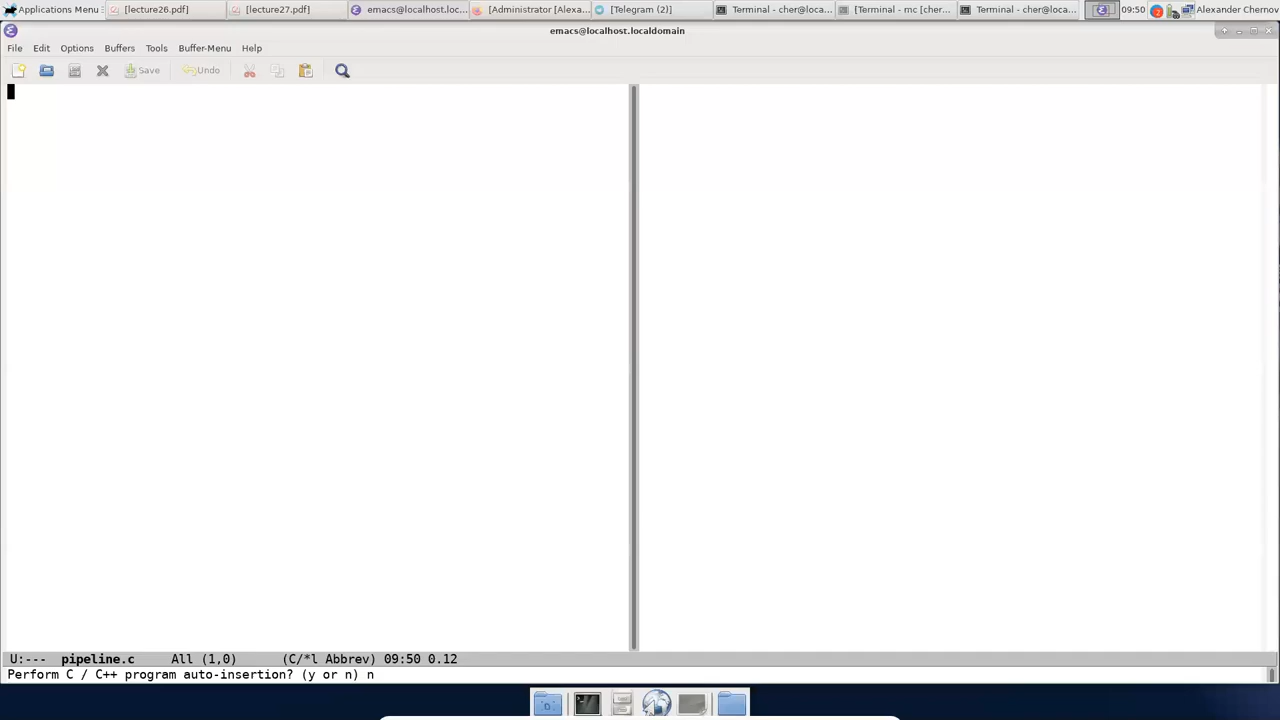 Applications Menu [lecture26.pdf] [lecture27.pdf] emacs@localhost.loc... [Administrator [Alexa... [Telegram (2)] Terminal - cher@loca... [Terminal - mc [cher... Terminal - cher@loca... 09:50 2 Alexander Chernov
emacs@localhost.localdomain
File Edit Options Buffers Tools Buffer-Menu Help
Save Undo
U:--- pipeline.c All (1,0) (C/*l Abbrev) 09:50 0.12
Perform C / C++ program auto-insertion? (y or n) n